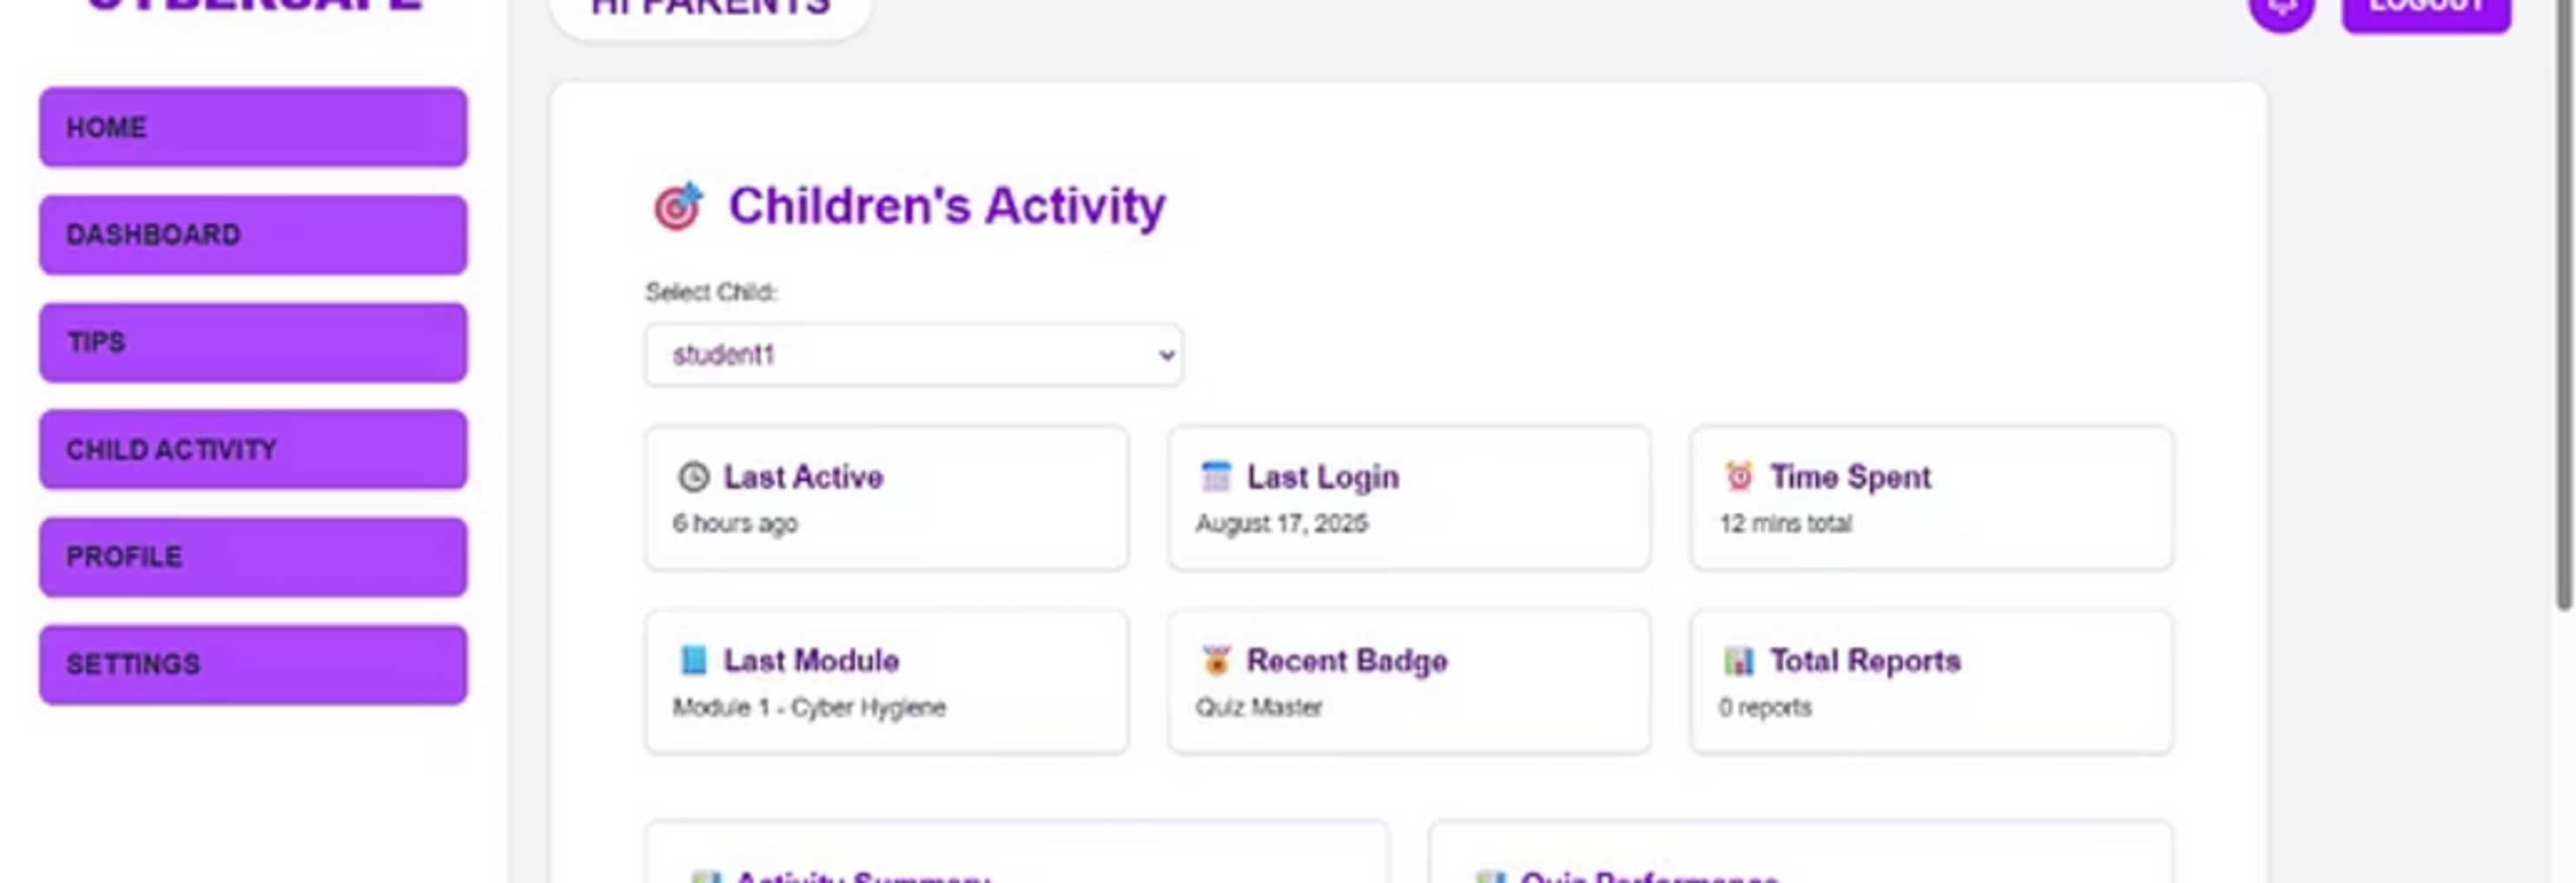 CYBERSAFE
HI PARENTS
LOGOUT
HOME
DASHBOARD
TIPS
CHILD ACTIVITY
PROFILE
SETTINGS
Children's Activity
Select Child:
student1
Last Active
6 hours ago
Last Login
August 17, 2025
Time Spent
12 mins total
Last Module
Module 1 - Cyber Hygiene
Recent Badge
Quiz Master
Total Reports
0 reports
Activity Summary
Quiz Performance